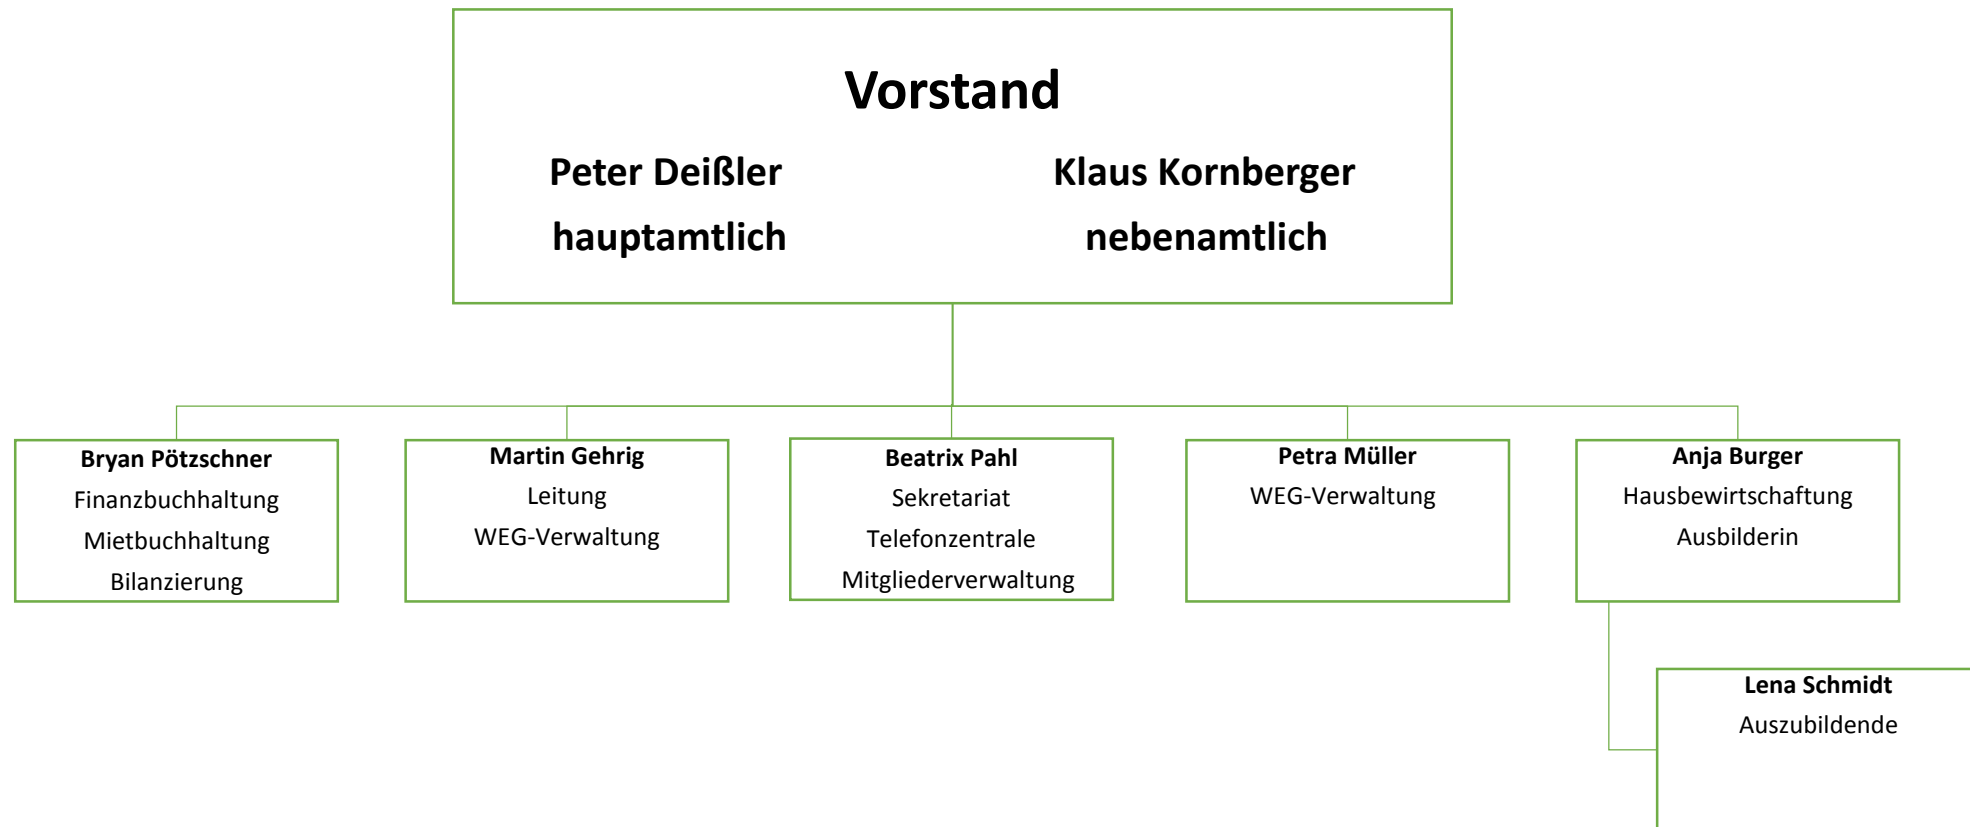 Vorstand
Peter Deißler
hauptamtlich
Klaus Kornberger
nebenamtlich
Bryan Pötzschner
Finanzbuchhaltung
Mietbuchhaltung
Bilanzierung
Martin Gehrig
Leitung
WEG-Verwaltung
Beatrix Pahl
Sekretariat
Telefonzentrale
Mitgliederverwaltung
Petra Müller
WEG-Verwaltung
Anja Burger
Hausbewirtschaftung
Ausbilderin
Lena Schmidt
Auszubildende